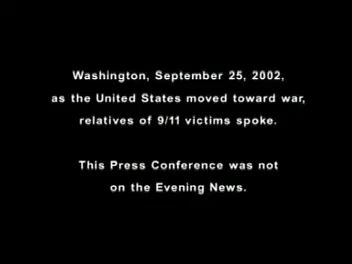 Washington, September 25, 2002,
as the United States moved toward war,
relatives of 9/11 victims spoke.
This Press Conference was not
on the Evening News.